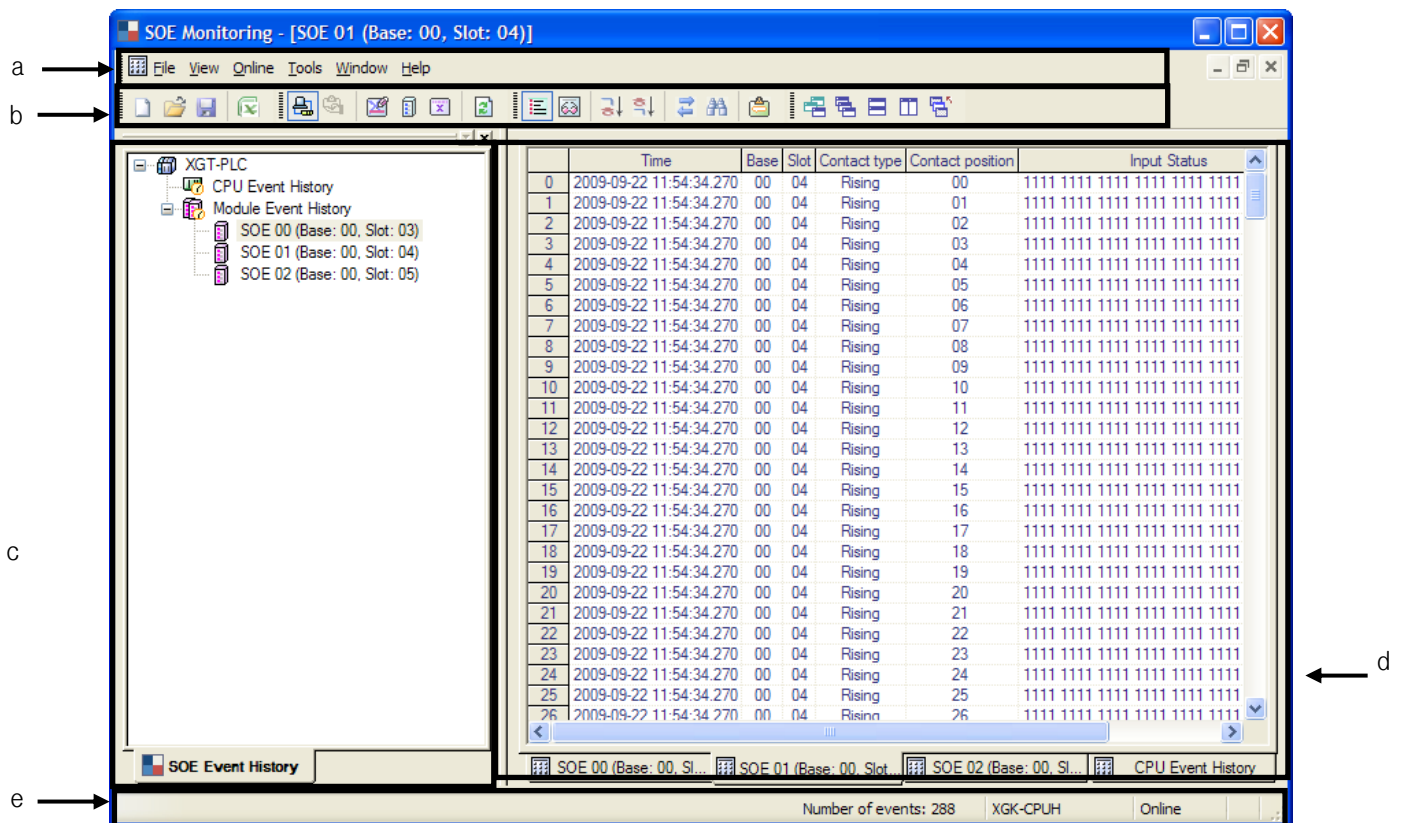 SOE Monitoring - [SOE 01 (Base: 00, Slot: 04)]
a
File View Online Tools Window Help
b
XGT-PLC
CPU Event History
Module Event History
SOE 00 (Base: 00, Slot: 03)
SOE 01 (Base: 00, Slot: 04)
SOE 02 (Base: 00, Slot: 05)
c
SOE Event History
Time Base Slot Contact type Contact position Input Status
0 2009-09-22 11:54:34.270 00 04 Rising 00 1111 1111 1111 1111 1111 1111
1 2009-09-22 11:54:34.270 00 04 Rising 01 1111 1111 1111 1111 1111 1111
2 2009-09-22 11:54:34.270 00 04 Rising 02 1111 1111 1111 1111 1111 1111
3 2009-09-22 11:54:34.270 00 04 Rising 03 1111 1111 1111 1111 1111 1111
4 2009-09-22 11:54:34.270 00 04 Rising 04 1111 1111 1111 1111 1111 1111
5 2009-09-22 11:54:34.270 00 04 Rising 05 1111 1111 1111 1111 1111 1111
6 2009-09-22 11:54:34.270 00 04 Rising 06 1111 1111 1111 1111 1111 1111
7 2009-09-22 11:54:34.270 00 04 Rising 07 1111 1111 1111 1111 1111 1111
8 2009-09-22 11:54:34.270 00 04 Rising 08 1111 1111 1111 1111 1111 1111
9 2009-09-22 11:54:34.270 00 04 Rising 09 1111 1111 1111 1111 1111 1111
10 2009-09-22 11:54:34.270 00 04 Rising 10 1111 1111 1111 1111 1111 1111
11 2009-09-22 11:54:34.270 00 04 Rising 11 1111 1111 1111 1111 1111 1111
12 2009-09-22 11:54:34.270 00 04 Rising 12 1111 1111 1111 1111 1111 1111
13 2009-09-22 11:54:34.270 00 04 Rising 13 1111 1111 1111 1111 1111 1111
14 2009-09-22 11:54:34.270 00 04 Rising 14 1111 1111 1111 1111 1111 1111
15 2009-09-22 11:54:34.270 00 04 Rising 15 1111 1111 1111 1111 1111 1111
16 2009-09-22 11:54:34.270 00 04 Rising 16 1111 1111 1111 1111 1111 1111
17 2009-09-22 11:54:34.270 00 04 Rising 17 1111 1111 1111 1111 1111 1111
18 2009-09-22 11:54:34.270 00 04 Rising 18 1111 1111 1111 1111 1111 1111
19 2009-09-22 11:54:34.270 00 04 Rising 19 1111 1111 1111 1111 1111 1111
20 2009-09-22 11:54:34.270 00 04 Rising 20 1111 1111 1111 1111 1111 1111
21 2009-09-22 11:54:34.270 00 04 Rising 21 1111 1111 1111 1111 1111 1111
22 2009-09-22 11:54:34.270 00 04 Rising 22 1111 1111 1111 1111 1111 1111
23 2009-09-22 11:54:34.270 00 04 Rising 23 1111 1111 1111 1111 1111 1111
24 2009-09-22 11:54:34.270 00 04 Rising 24 1111 1111 1111 1111 1111 1111
25 2009-09-22 11:54:34.270 00 04 Rising 25 1111 1111 1111 1111 1111 1111
26 2009-09-22 11:54:34.270 00 04 Rising 26 1111 1111 1111 1111 1111 1111
d
SOE 00 (Base: 00, Sl... SOE 01 (Base: 00, Slot... SOE 02 (Base: 00, Sl... CPU Event History
e
Number of events: 288 XGK-CPUH Online